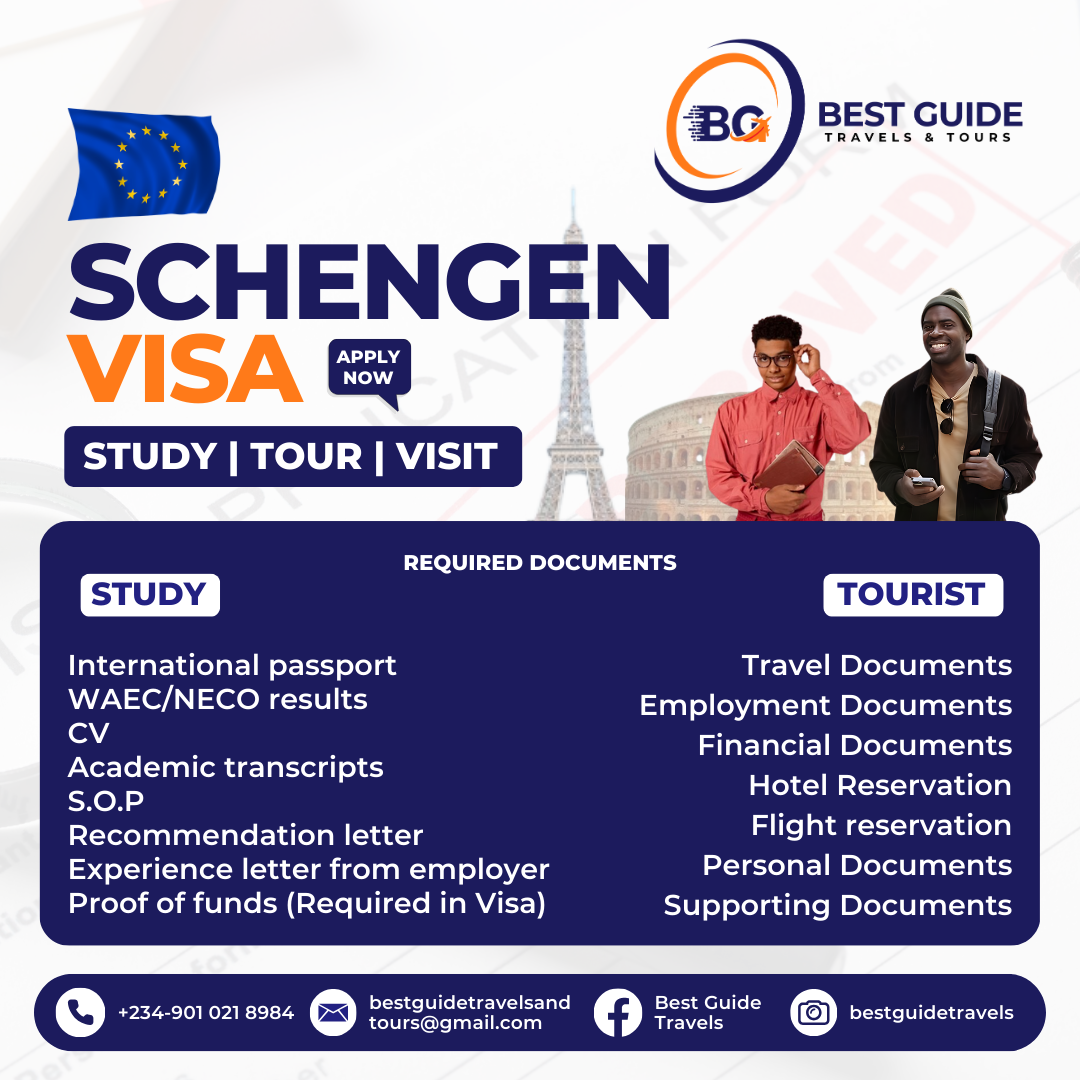 BG
BEST GUIDE
TRAVELS & TOURS
SCHENGEN
VISA
APPLY
NOW
STUDY | TOUR | VISIT
REQUIRED DOCUMENTS
STUDY
International passport
WAEC/NECO results
CV
Academic transcripts
S.O.P
Recommendation letter
Experience letter from employer
Proof of funds (Required in Visa)
TOURIST
Travel Documents
Employment Documents
Financial Documents
Hotel Reservation
Flight reservation
Personal Documents
Supporting Documents
+234-901 021 8984
bestguidetravelsand
tours@gmail.com
Best Guide
Travels
bestguidetravels